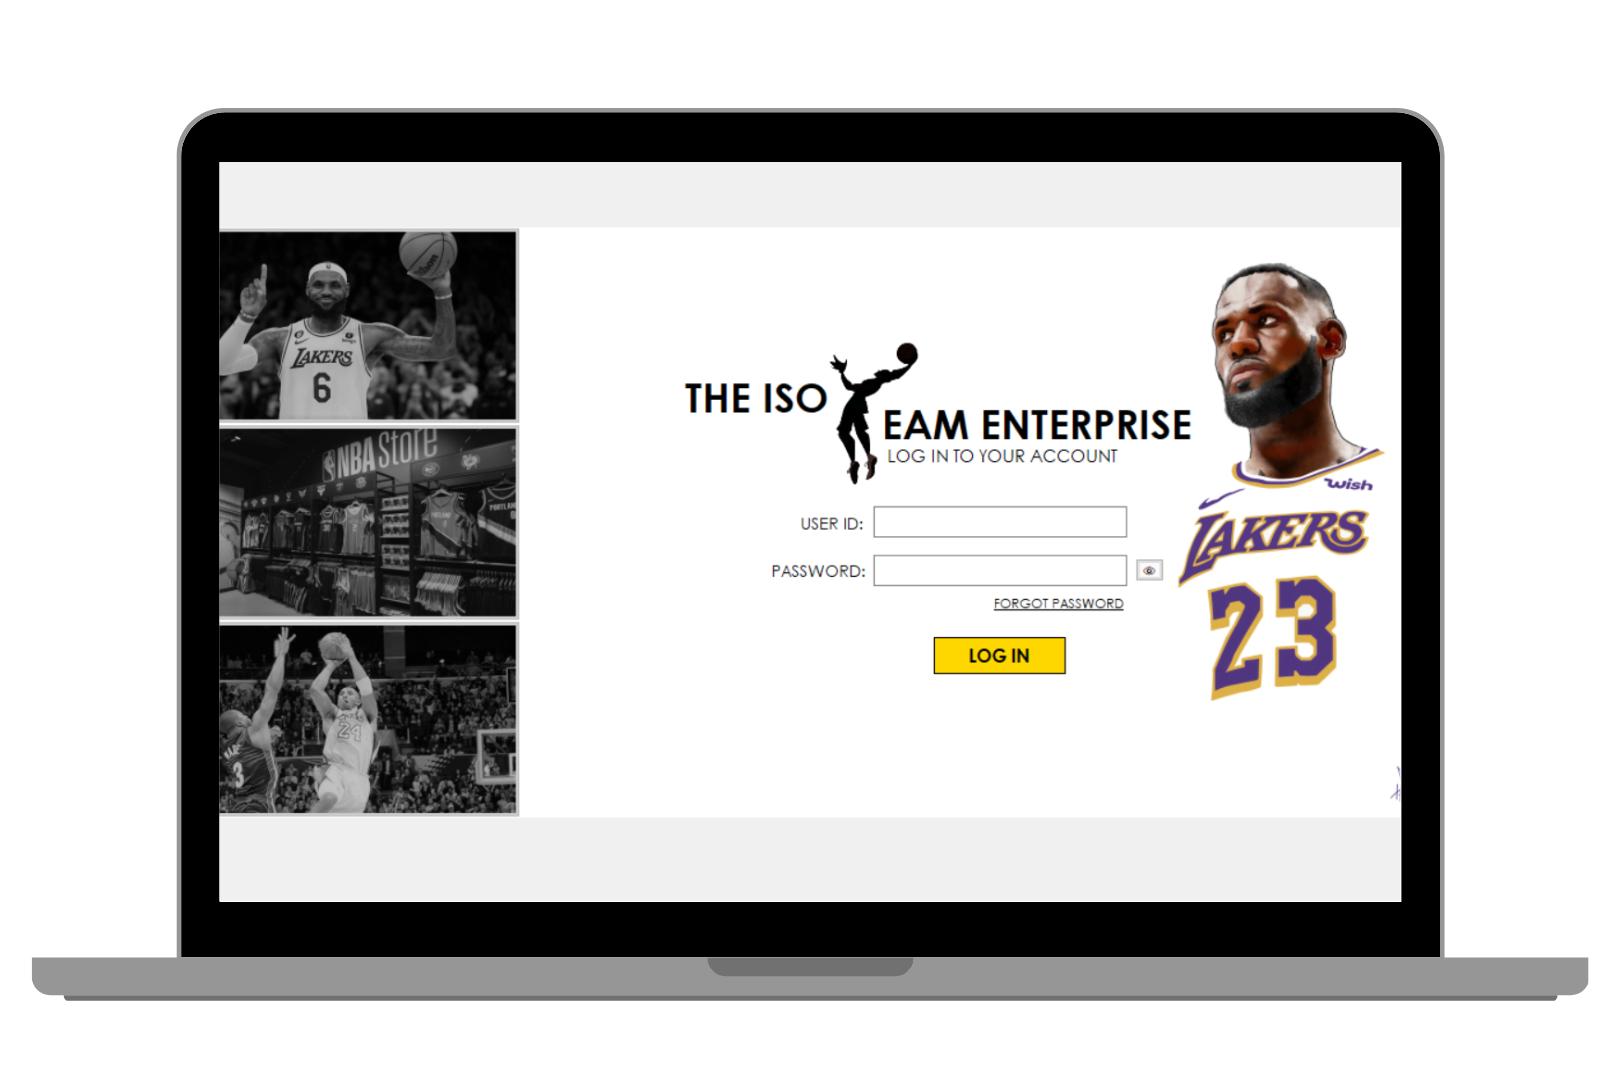 LAKERS
6
NBA Store
PORTLAND
24
3
THE ISO
EAM ENTERPRISE
LOG IN TO YOUR ACCOUNT
USER ID:
PASSWORD:
FORGOT PASSWORD
LOG IN
wish
LAKERS
23